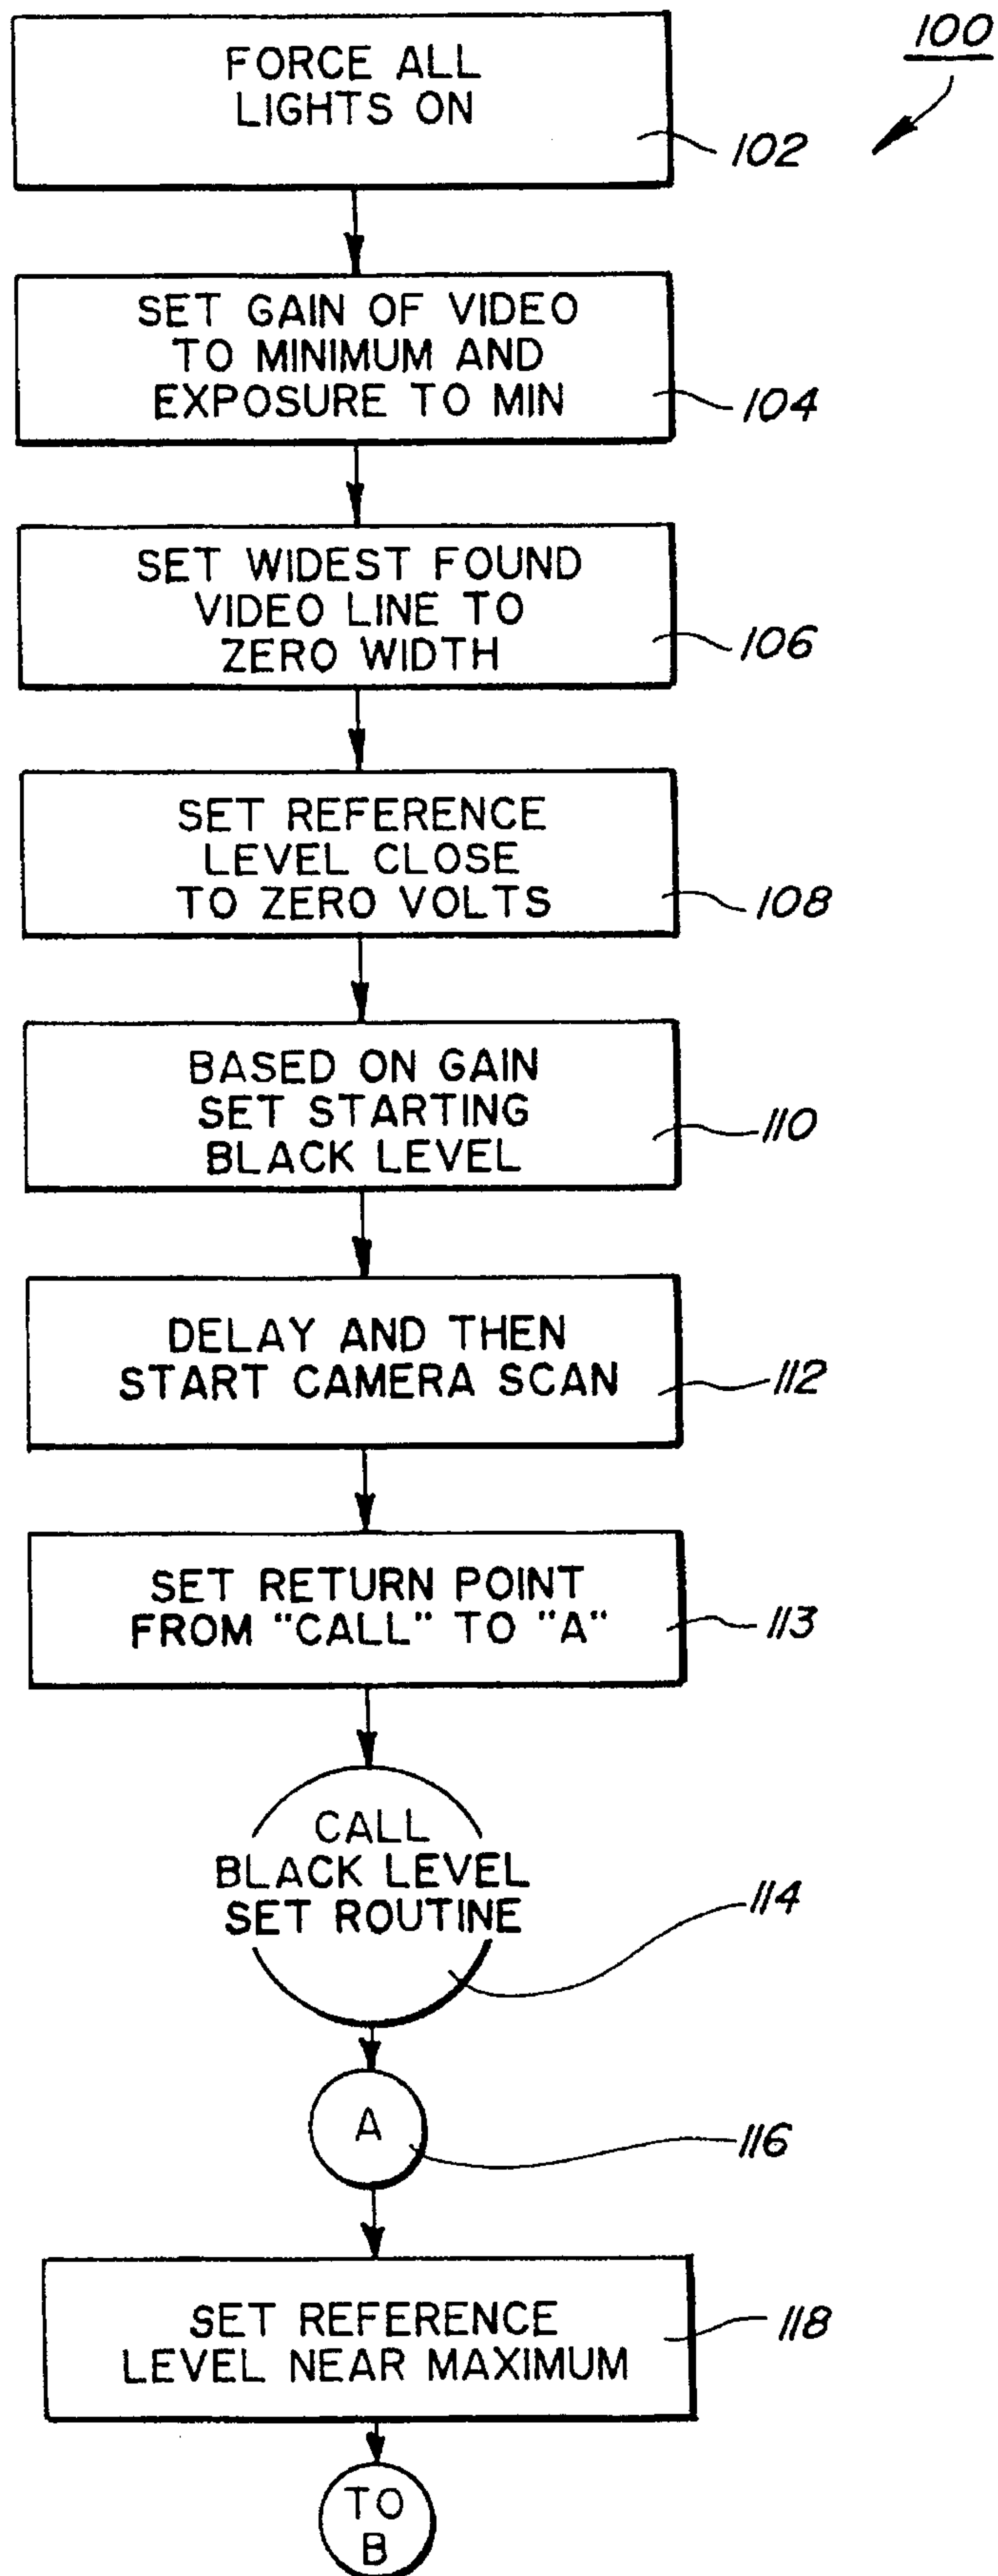 100
FORCE ALL
LIGHTS ON
102
SET GAIN OF VIDEO
TO MINIMUM AND
EXPOSURE TO MIN
104
SET WIDEST FOUND
VIDEO LINE TO
ZERO WIDTH
106
SET REFERENCE
LEVEL CLOSE
TO ZERO VOLTS
108
BASED ON GAIN
SET STARTING
BLACK LEVEL
110
DELAY AND THEN
START CAMERA SCAN
112
SET RETURN POINT
FROM "CALL" TO "A"
113
CALL
BLACK LEVEL
SET ROUTINE
114
A
116
SET REFERENCE
LEVEL NEAR MAXIMUM
118
TO
B